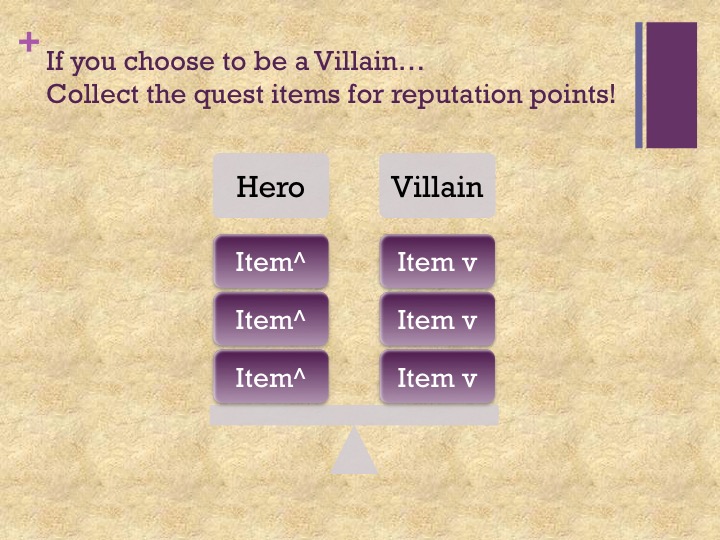 +
If you choose to be a Villain…
Collect the quest items for reputation points!
Hero
Villain
Item^
Item v
Item^
Item v
Item^
Item v